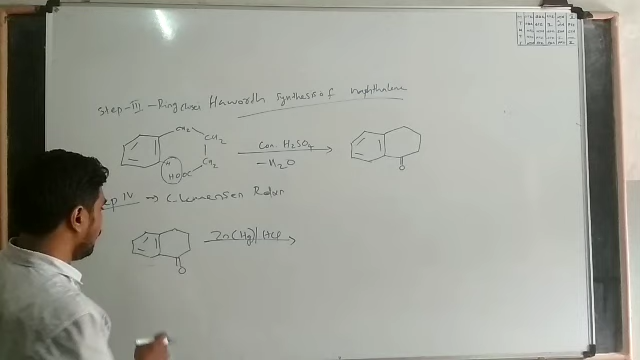 Haworth synthesis of naphthalene
Step-III - Ring closer
CH2
CH2
CH2
H
HOOC
Con. H2SO4
-H2O
O
ep IV → Clemensen Redun
Zn(Hg)/HCl
O